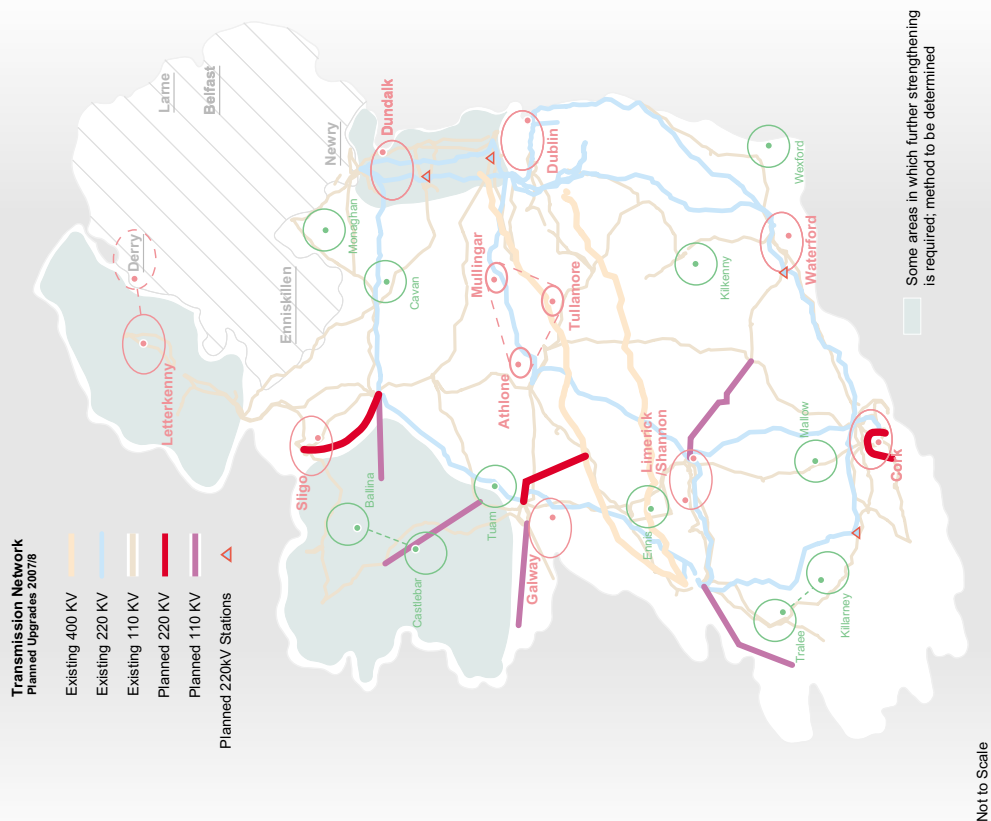 Transmission Network
Planned Upgrades 2007/8
Existing 400 KV
Existing 220 KV
Existing 110 KV
Planned 220 KV
Planned 110 KV
Planned 220kV Stations
Larne
Belfast
Derry
Newry
Enniskillen
Letterkenny
Dundalk
Monaghan
Cavan
Sligo
Ballina
Castlebar
Tuam
Galway
Mullingar
Athlone
Tullamore
Dublin
Ennis
Limerick
/Shannon
Kilkenny
Wexford
Waterford
Mallow
Cork
Tralee
Killarney
Some areas in which further strengthening
is required; method to be determined
Not to Scale